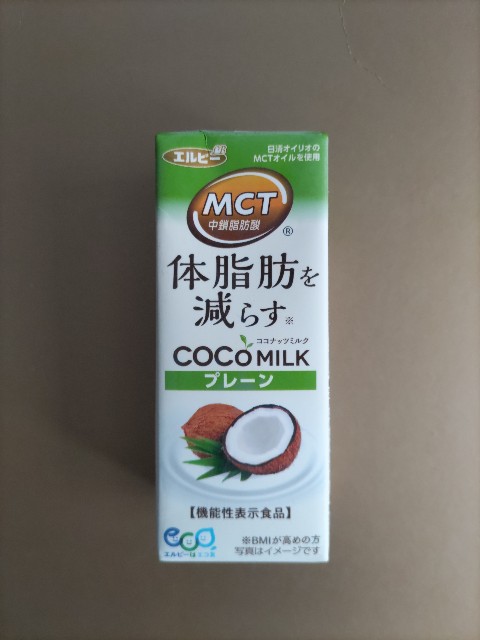 エルビー
日清オイリオの
MCTオイルを使用
MCT
中鎖脂肪酸
®
体脂肪を
減らす※
ココナッツミルク
COCOMILK
プレーン
【機能性表示食品】
eco
エルビーはエコ系
※BMIが高めの方
写真はイメージです